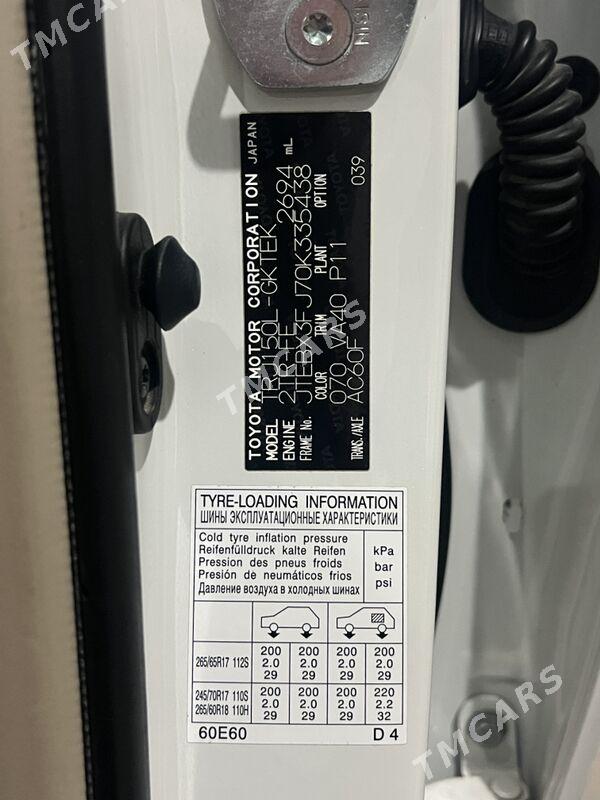 TOYOTA MOTOR CORPORATION JAPAN
MODEL TRJ150L-GKTEK 2694 mL
ENGINE 2TR-FE
FRAME No. JTEBX3FJ70K335438
COLOR TRIM PLANT OPTION
070 VA40 P11 039
TRANS./AXLE AC60F
TYRE-LOADING INFORMATION
ШИНЫ ЭКСПЛУАТАЦИОННЫЕ ХАРАКТЕРИСТИКИ
Cold tyre inflation pressure
Reifenfülldruck kalte Reifen
Pression des pneus froids
Presión de neumáticos frios
Давление воздуха в холодных шинах
kPa
bar
psi
265/65R17 112S
200 200 200 200
2.0 2.0 2.0 2.0
29 29 29 29
245/70R17 110S
265/60R18 110H
200 200 200 220
2.0 2.0 2.0 2.2
29 29 29 32
60E60 D 4
TMCARS
TMCARS
TMCARS
TMCARS